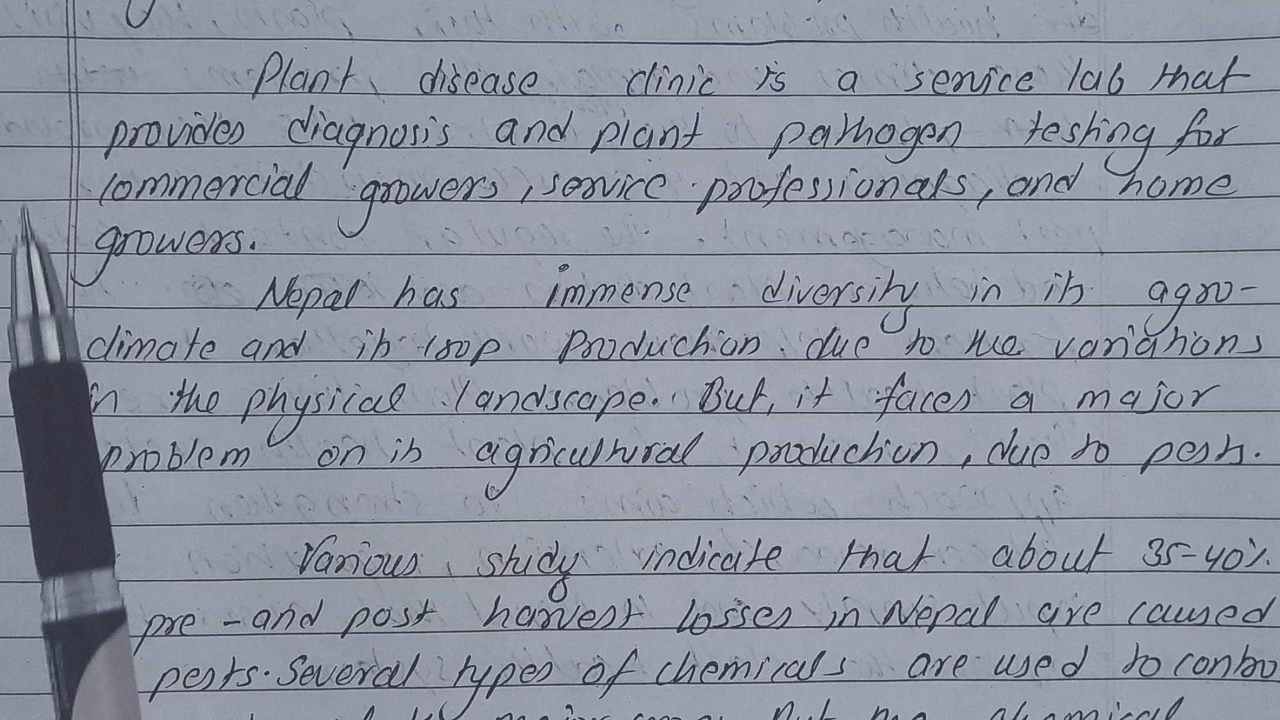 Plant disease clinic is a service lab that
provides diagnosis and plant pathogen testing for
commercial growers, service professionals, and home
growers.
Nepal has immense diversity in its agro-
climate and its crop production due to the variations
in the physical landscape. But, it faces a major
problem on its agricultural production, due to pests.
Various study indicate that about 35-40%
pre-and post harvest losses in Nepal are caused
pests. Several types of chemicals are used to contro